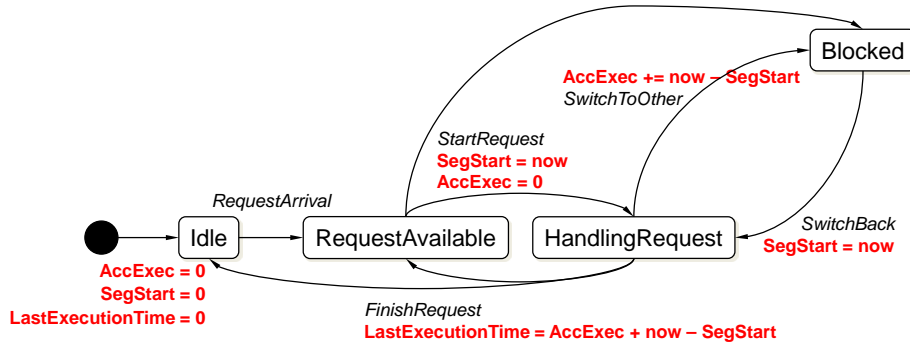 Blocked
AccExec += now – SegStart
SwitchToOther
StartRequest
SegStart = now
AccExec = 0
RequestArrival
Idle
RequestAvailable
HandlingRequest
SwitchBack
SegStart = now
AccExec = 0
SegStart = 0
LastExecutionTime = 0
FinishRequest
LastExecutionTime = AccExec + now – SegStart